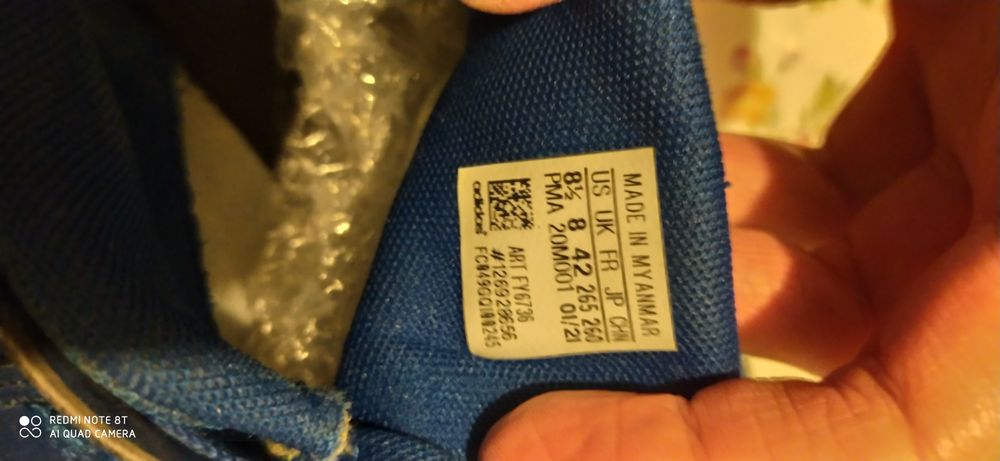 MADE IN MYANMAR
US UK FR JP CHN
8½ 8 42 265 260
PMA 20M001 01/21
ART FY6736
#1269280656
adidas
REDMI NOTE 8T
AI QUAD CAMERA